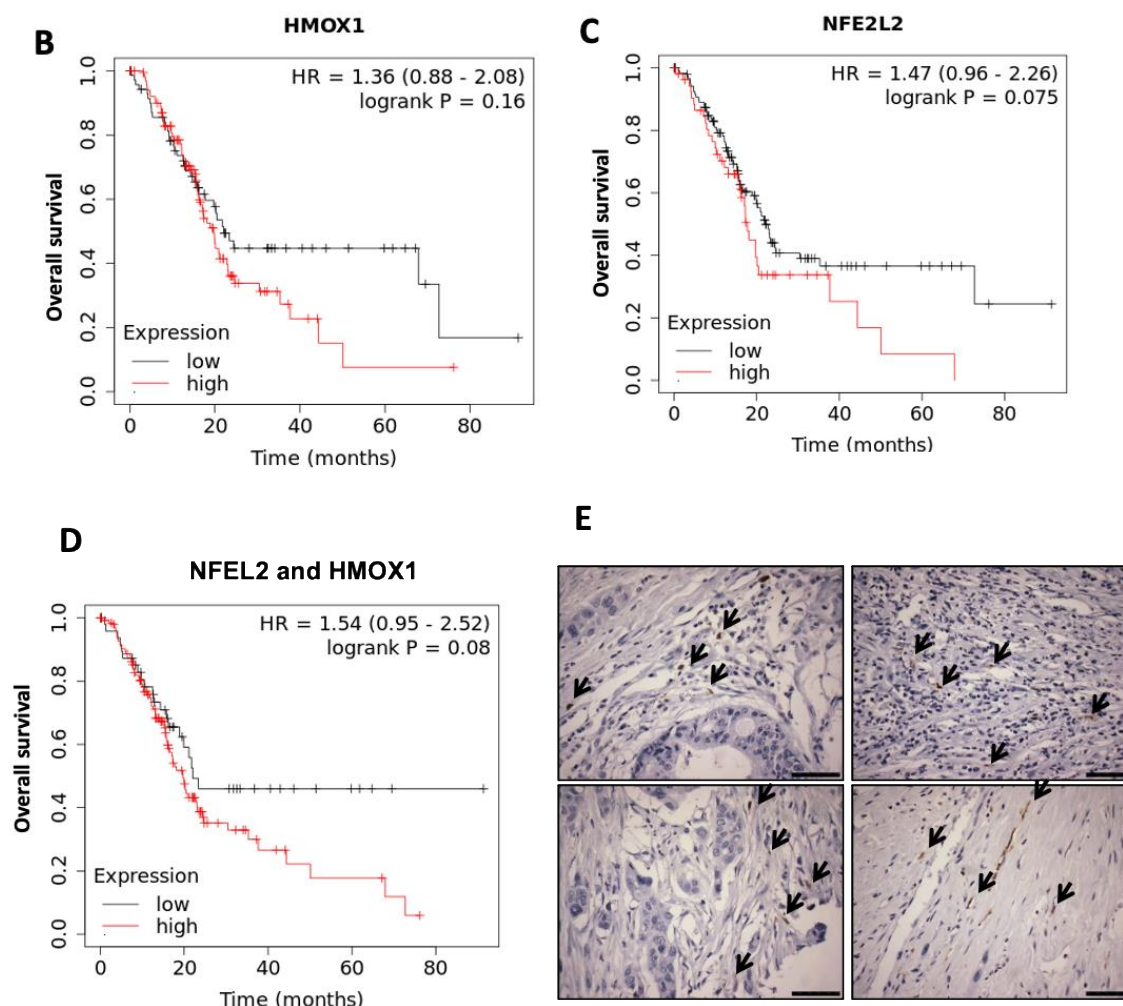 B
HMOX1
HR = 1.36 (0.88 - 2.08)
logrank P = 0.16
Overall survival
1.0
0.8
0.6
0.4
0.2
0.0
Expression
low
high
0 20 40 60 80
Time (months)
C
NFE2L2
HR = 1.47 (0.96 - 2.26)
logrank P = 0.075
Overall survival
1.0
0.8
0.6
0.4
0.2
0.0
Expression
low
high
0 20 40 60 80
Time (months)
D
NFEL2 and HMOX1
HR = 1.54 (0.95 - 2.52)
logrank P = 0.08
Overall survival
1.0
0.8
0.6
0.4
0.2
0.0
Expression
low
high
0 20 40 60 80
Time (months)
E